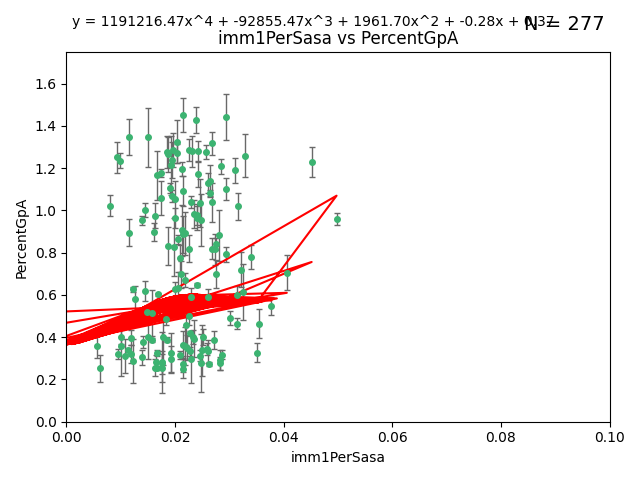 y = 1191216.47x^4 + -92855.47x^3 + 1961.70x^2 + -0.28x + 0.37
N = 277
imm1PerSasa vs PercentGpA
1.6
1.4
1.2
1.0
0.8
0.6
0.4
0.2
0.0
PercentGpA
0.00 0.02 0.04 0.06 0.08 0.10
imm1PerSasa